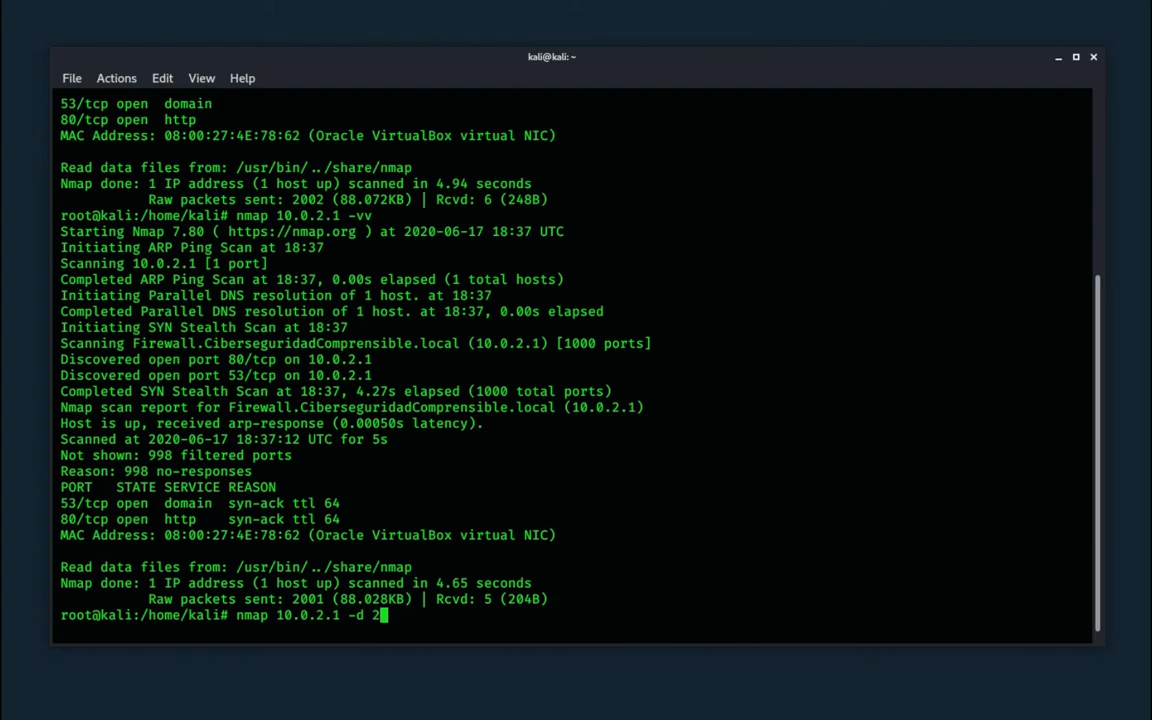 kali@kali: ~
File Actions Edit View Help
53/tcp open  domain
80/tcp open  http
MAC Address: 08:00:27:4E:78:62 (Oracle VirtualBox virtual NIC)
Read data files from: /usr/bin/../share/nmap
Nmap done: 1 IP address (1 host up) scanned in 4.94 seconds
Raw packets sent: 2002 (88.072KB) | Rcvd: 6 (248B)
root@kali:/home/kali# nmap 10.0.2.1 -vv
Starting Nmap 7.80 ( https://nmap.org ) at 2020-06-17 18:37 UTC
Initiating ARP Ping Scan at 18:37
Scanning 10.0.2.1 [1 port]
Completed ARP Ping Scan at 18:37, 0.00s elapsed (1 total hosts)
Initiating Parallel DNS resolution of 1 host. at 18:37
Completed Parallel DNS resolution of 1 host. at 18:37, 0.00s elapsed
Initiating SYN Stealth Scan at 18:37
Scanning Firewall.CiberseguridadComprensible.local (10.0.2.1) [1000 ports]
Discovered open port 80/tcp on 10.0.2.1
Discovered open port 53/tcp on 10.0.2.1
Completed SYN Stealth Scan at 18:37, 4.27s elapsed (1000 total ports)
Nmap scan report for Firewall.CiberseguridadComprensible.local (10.0.2.1)
Host is up, received arp-response (0.00050s latency).
Scanned at 2020-06-17 18:37:12 UTC for 5s
Not shown: 998 filtered ports
Reason: 998 no-responses
PORT   STATE SERVICE REASON
53/tcp open  domain  syn-ack ttl 64
80/tcp open  http    syn-ack ttl 64
MAC Address: 08:00:27:4E:78:62 (Oracle VirtualBox virtual NIC)
Read data files from: /usr/bin/../share/nmap
Nmap done: 1 IP address (1 host up) scanned in 4.65 seconds
Raw packets sent: 2001 (88.028KB) | Rcvd: 5 (204B)
root@kali:/home/kali# nmap 10.0.2.1 -d 2